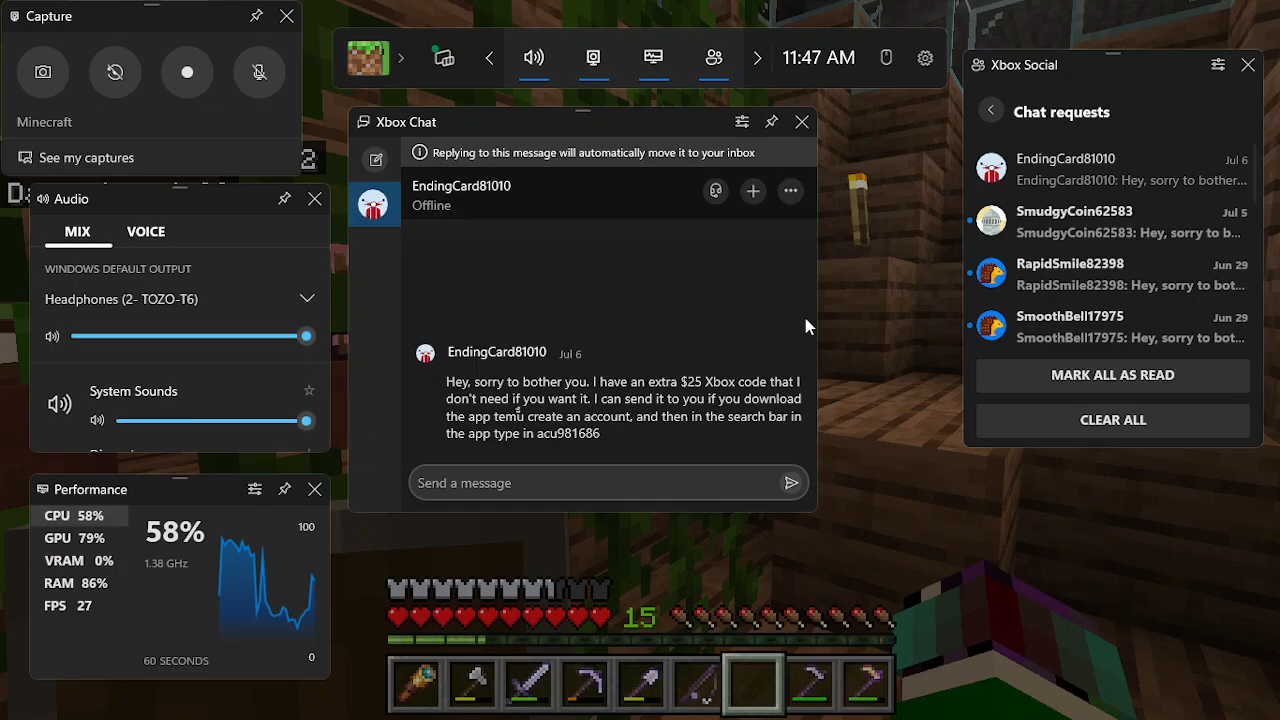 Capture
Minecraft
See my captures
2
D
Audio
MIX
VOICE
WINDOWS DEFAULT OUTPUT
Headphones (2- TOZO-T6)
System Sounds
Performance
CPU 58%
GPU 79%
VRAM 0%
RAM 86%
FPS 27
58%
1.38 GHz
100
0
60 SECONDS
11:47 AM
Xbox Chat
Replying to this message will automatically move it to your inbox
EndingCard81010
Offline
EndingCard81010 Jul 6
Hey, sorry to bother you. I have an extra $25 Xbox code that I
don't need if you want it. I can send it to you if you download
the app temu create an account, and then in the search bar in
the app type in acu981686
Send a message
15
Xbox Social
Chat requests
EndingCard81010 Jul 6
EndingCard81010: Hey, sorry to bother...
SmudgyCoin62583 Jul 5
SmudgyCoin62583: Hey, sorry to b...
RapidSmile82398 Jun 29
RapidSmile82398: Hey, sorry to bot...
SmoothBell17975 Jun 29
SmoothBell17975: Hey, sorry to bot...
MARK ALL AS READ
CLEAR ALL